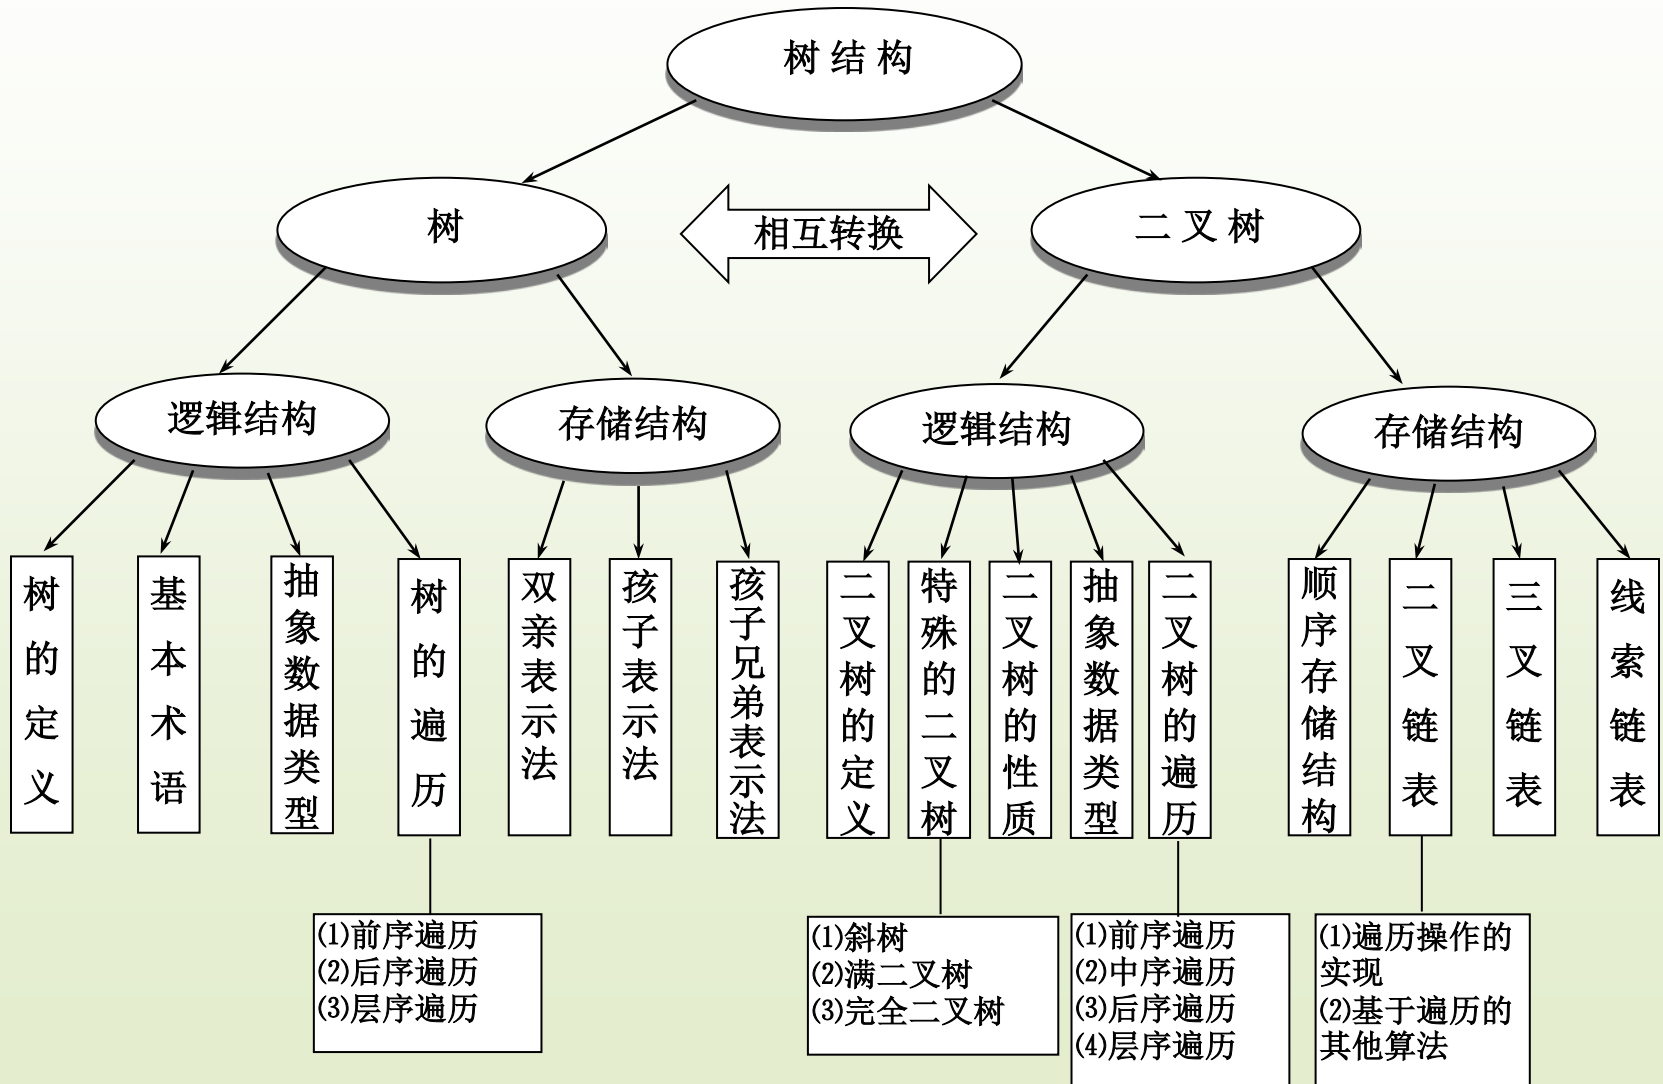 树结构
树
相互转换
二叉树
逻辑结构
存储结构
逻辑结构
存储结构
树的定义
基本术语
抽象数据类型
树的遍历
双亲表示法
孩子表示法
孩子兄弟表示法
二叉树的定义
特殊的二叉树
二叉树的性质
抽象数据类型
二叉树的遍历
顺序存储结构
二叉链表
三叉链表
线索链表
⑴前序遍历
⑵后序遍历
⑶层序遍历
⑴斜树
⑵满二叉树
⑶完全二叉树
⑴前序遍历
⑵中序遍历
⑶后序遍历
⑷层序遍历
⑴遍历操作的
实现
⑵基于遍历的
其他算法